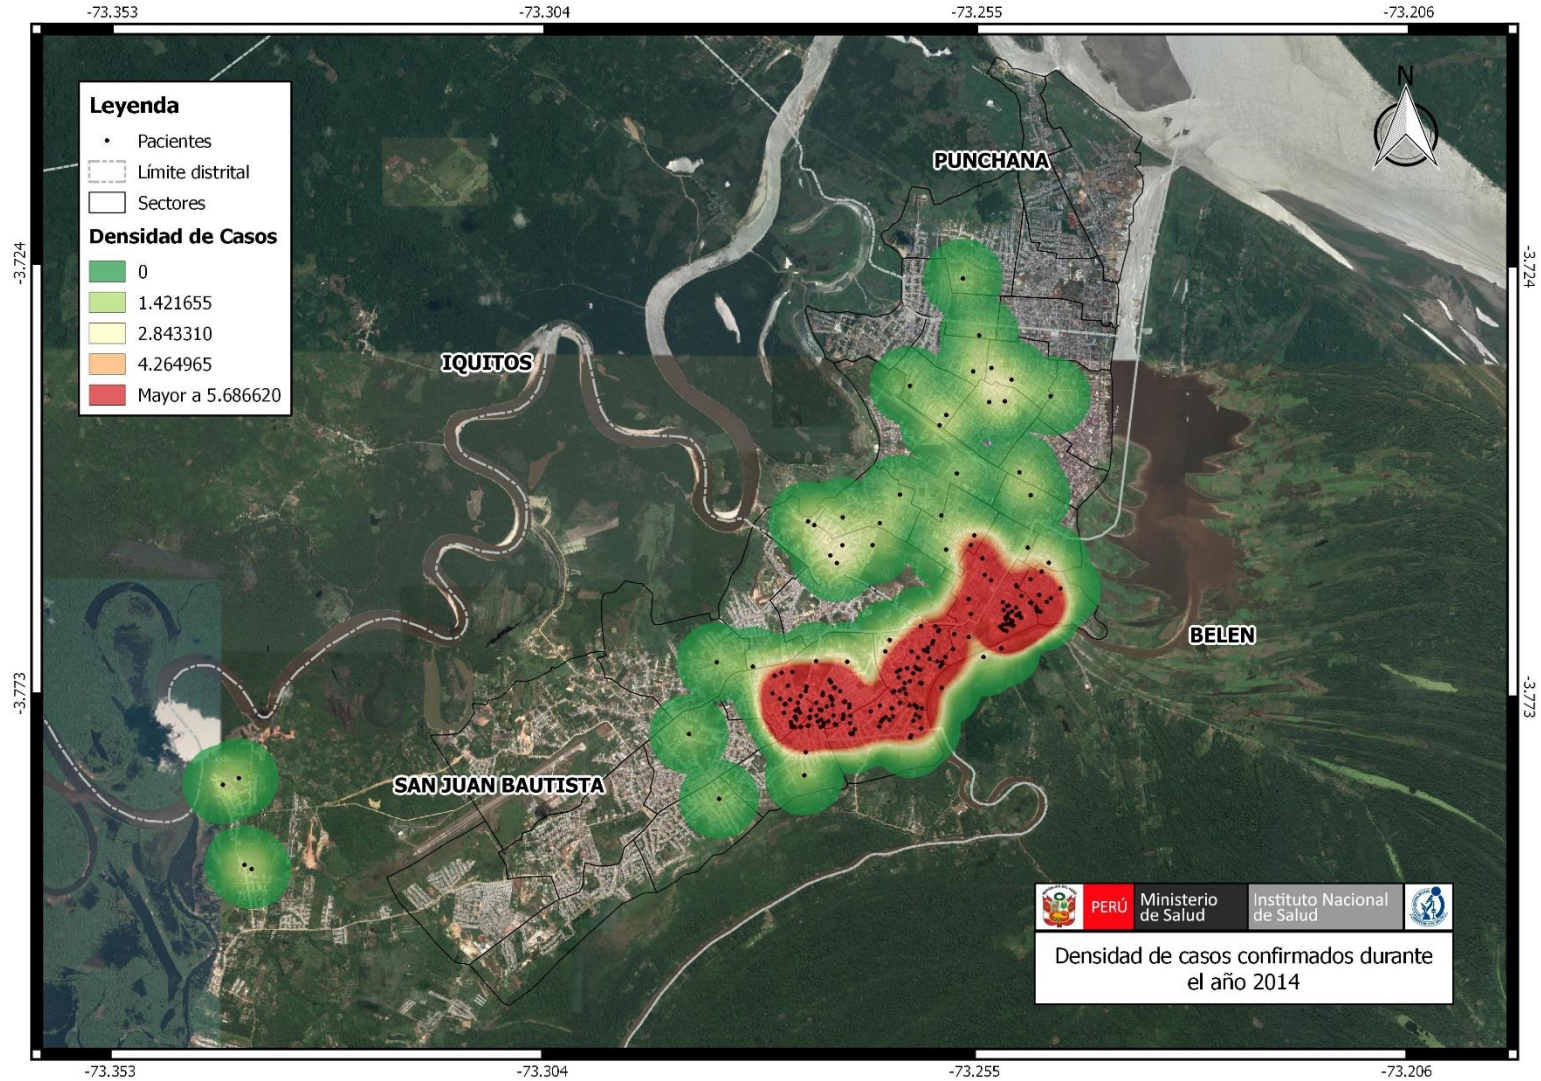 -73.353
-73.304
-73.255
-73.206
Leyenda
Pacientes
Límite distrital
Sectores
Densidad de Casos
0
1.421655
2.843310
4.264965
Mayor a 5.686620
N
PUNCHANA
-3.724
-3.724
IQUITOS
BELEN
-3.773
-3.773
SAN JUAN BAUTISTA
PERÚ
Ministerio
de Salud
Instituto Nacional
de Salud
Densidad de casos confirmados durante
el año 2014
-73.353
-73.304
-73.255
-73.206